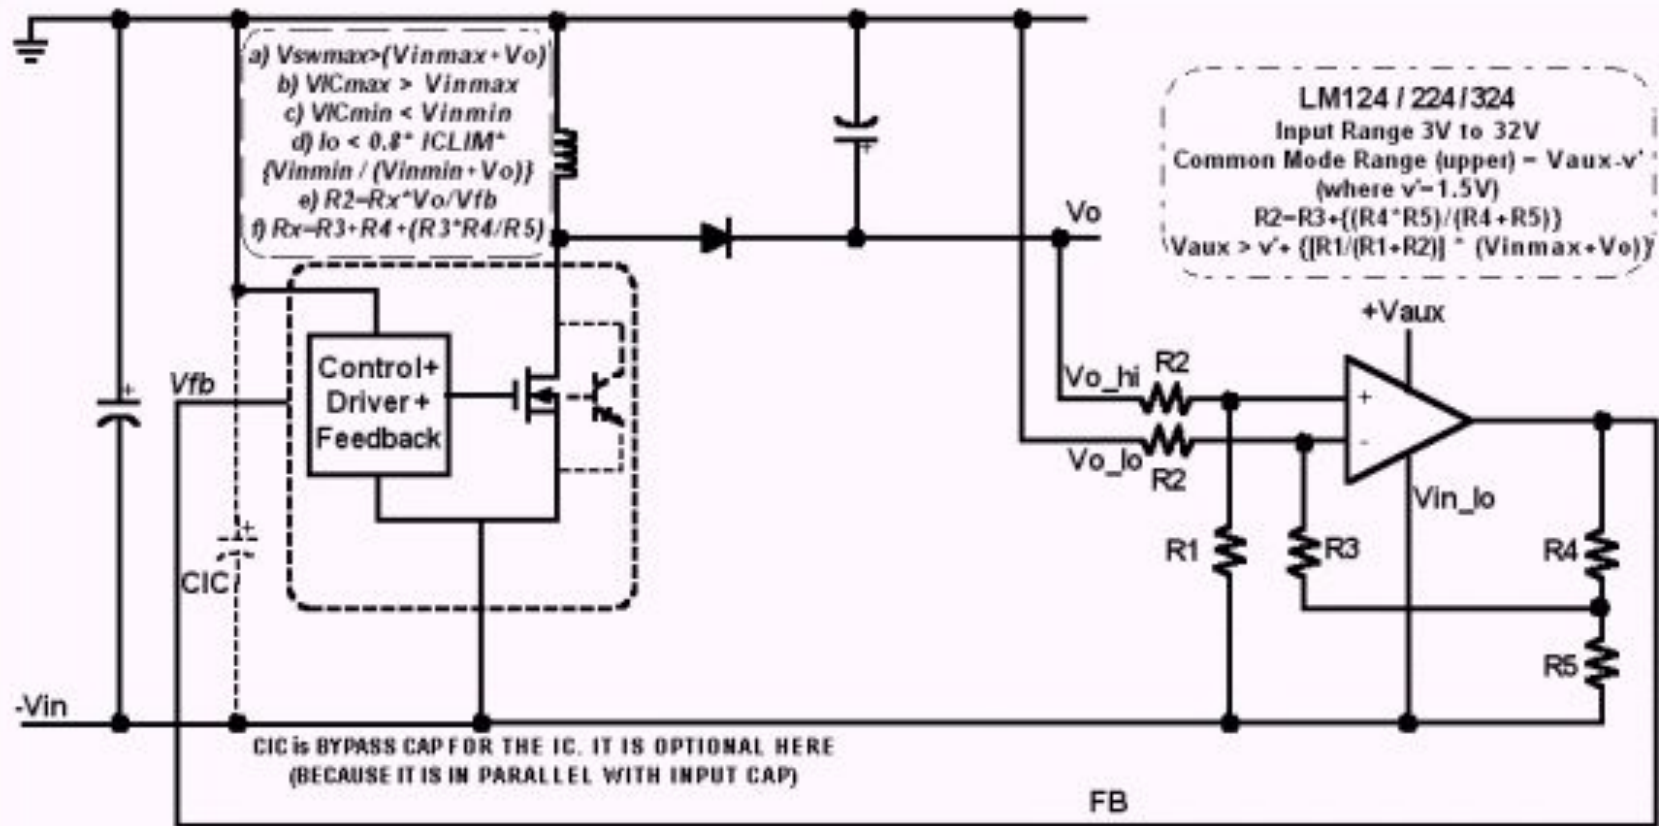 a) Vswmax>(Vinmax+Vo)
b) VICmax > Vinmax
c) VICmin < Vinmin
d) Io < 0.8* ICLIM*
{Vinmin / (Vinmin+Vo)}
e) R2=Rx*Vo/Vfb
f) Rx=R3+R4+(R3*R4/R5)
LM124 / 224/324
Input Range 3V to 32V
Common Mode Range (upper) = Vaux-v'
(where v'=1.5V)
R2=R3+{(R4*R5)/(R4+R5)}
Vaux > v'+ {[R1/(R1+R2)] * (Vinmax+Vo)}
Vo
+Vaux
Control+
Driver+
Feedback
Vfb
Vo_hi
R2
+
-
Vo_lo
R2
Vin_lo
+
+
+
CIC
R1
R3
R4
R5
-Vin
CIC is BYPASS CAP FOR THE IC. IT IS OPTIONAL HERE
(BECAUSE IT IS IN PARALLEL WITH INPUT CAP)
FB